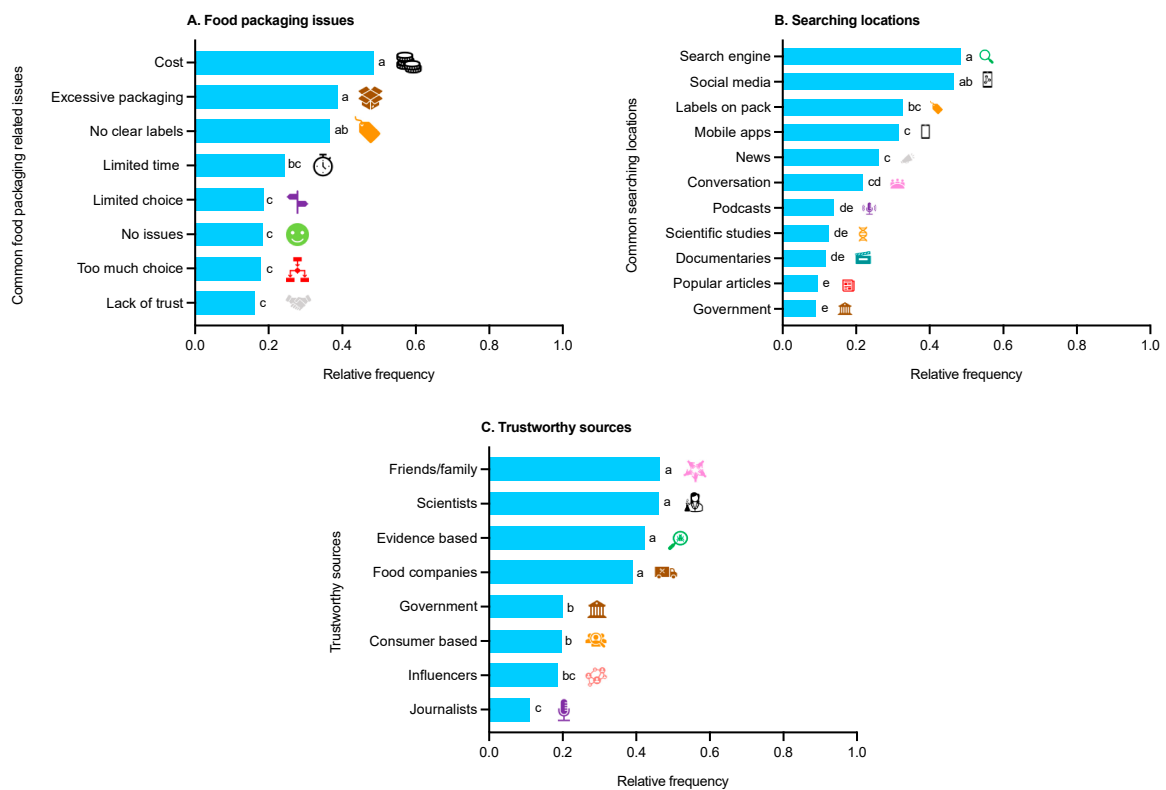 A. Food packaging issues
Common food packaging related issues
Cost a
Excessive packaging a
No clear labels ab
Limited time bc
Limited choice c
No issues c
Too much choice c
Lack of trust c
0.0 0.2 0.4 0.6 0.8 1.0
Relative frequency
B. Searching locations
Common searching locations
Search engine a
Social media ab
Labels on pack bc
Mobile apps c
News c
Conversation cd
Podcasts de
Scientific studies de
Documentaries de
Popular articles e
Government e
0.0 0.2 0.4 0.6 0.8 1.0
Relative frequency
C. Trustworthy sources
Trustworthy sources
Friends/family a
Scientists a
Evidence based a
Food companies a
Government b
Consumer based b
Influencers bc
Journalists c
0.0 0.2 0.4 0.6 0.8 1.0
Relative frequency